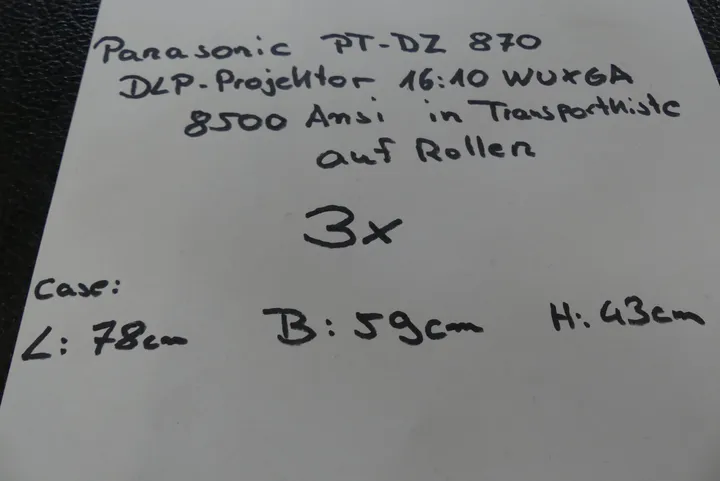 Panasonic PT-DZ 870
DLP-Projektor 16:10 WUXGA
8500 Ansi in Transportkiste
auf Rollen
3x
Case:
L: 78cm B: 59cm H: 43cm